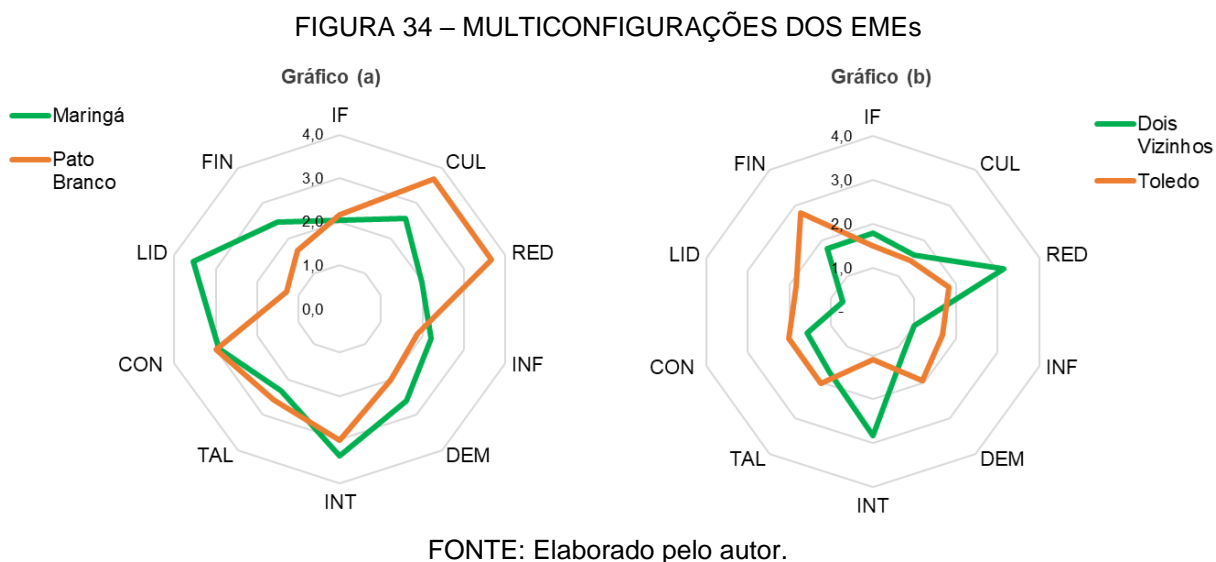 FIGURA 34 – MULTICONFIGURAÇÕES DOS EMEs
Gráfico (a)
Maringá
Pato
Branco
IF
CUL
RED
INF
DEM
INT
TAL
CON
LID
FIN
4,0
3,0
2,0
1,0
0,0
Gráfico (b)
Dois
Vizinhos
Toledo
IF
CUL
RED
INF
DEM
INT
TAL
CON
LID
FIN
4,0
3,0
2,0
1,0
-
FONTE: Elaborado pelo autor.